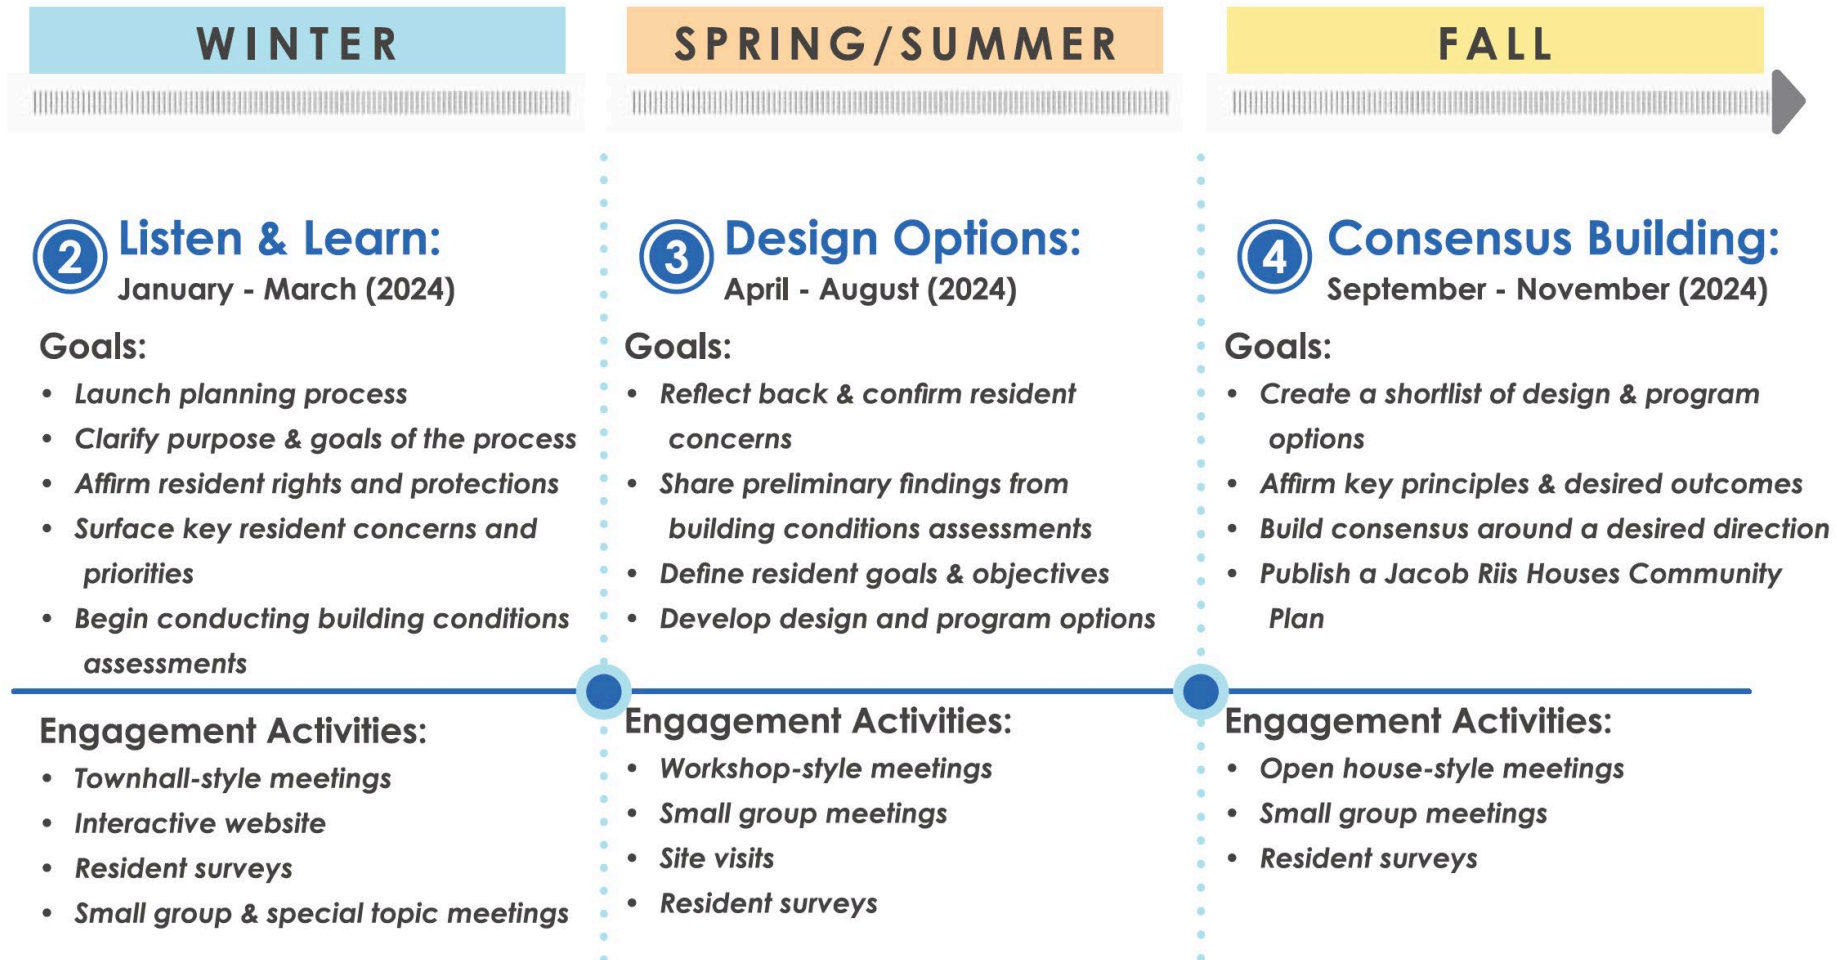 WINTER
SPRING/SUMMER
FALL
2 Listen & Learn:
January - March (2024)
Goals:
• Launch planning process
• Clarify purpose & goals of the process
• Affirm resident rights and protections
• Surface key resident concerns and
priorities
• Begin conducting building conditions
assessments
Engagement Activities:
• Townhall-style meetings
• Interactive website
• Resident surveys
• Small group & special topic meetings
3 Design Options:
April - August (2024)
Goals:
• Reflect back & confirm resident
concerns
• Share preliminary findings from
building conditions assessments
• Define resident goals & objectives
• Develop design and program options
Engagement Activities:
• Workshop-style meetings
• Small group meetings
• Site visits
• Resident surveys
4 Consensus Building:
September - November (2024)
Goals:
• Create a shortlist of design & program
options
• Affirm key principles & desired outcomes
• Build consensus around a desired direction
• Publish a Jacob Riis Houses Community
Plan
Engagement Activities:
• Open house-style meetings
• Small group meetings
• Resident surveys